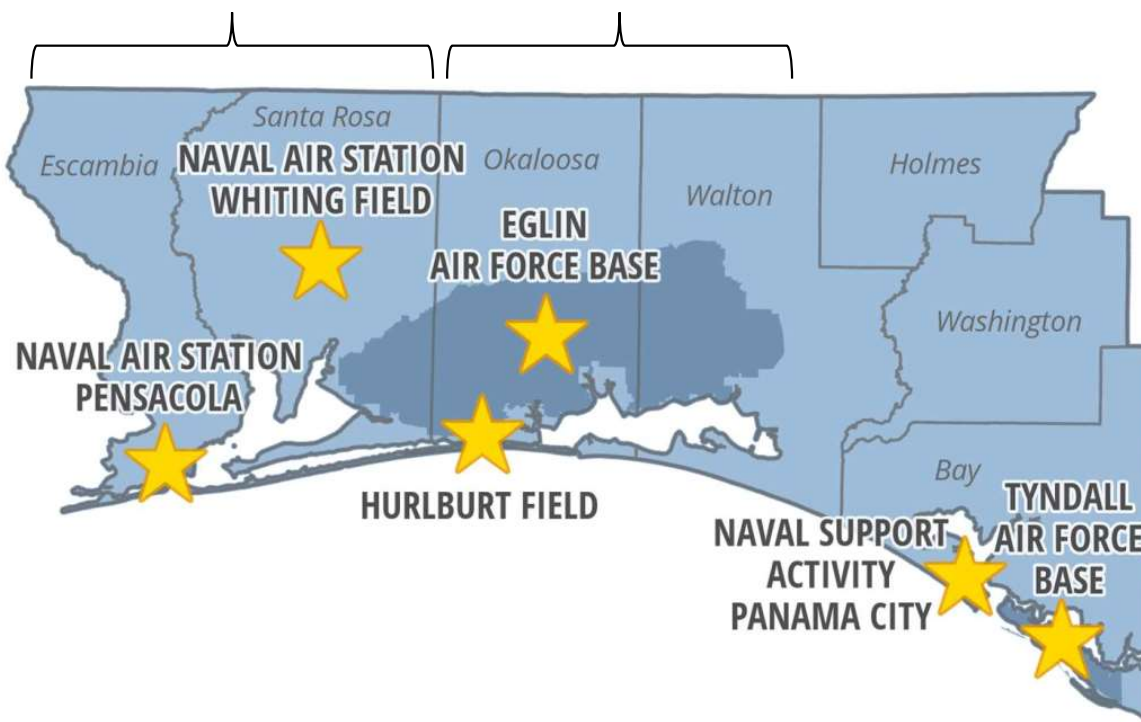 Santa Rosa
Escambia
NAVAL AIR STATION
WHITING FIELD
Okaloosa
Holmes
Walton
EGLIN
AIR FORCE BASE
Washington
NAVAL AIR STATION
PENSACOLA
HURLBURT FIELD
Bay
TYNDALL
AIR FORCE
BASE
NAVAL SUPPORT
ACTIVITY
PANAMA CITY